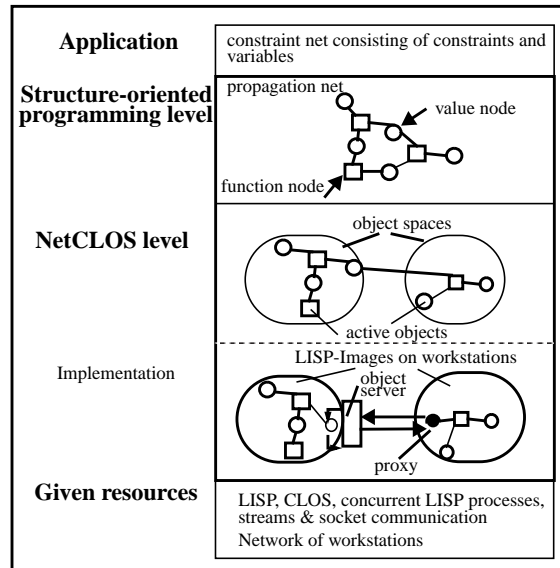 Application
constraint net consisting of constraints and
variables
Structure-oriented
programming level
propagation net
value node
function node
NetCLOS level
object spaces
active objects
Implementation
LISP-Images on workstations
object
server
proxy
Given resources
LISP, CLOS, concurrent LISP processes,
streams & socket communication
Network of workstations